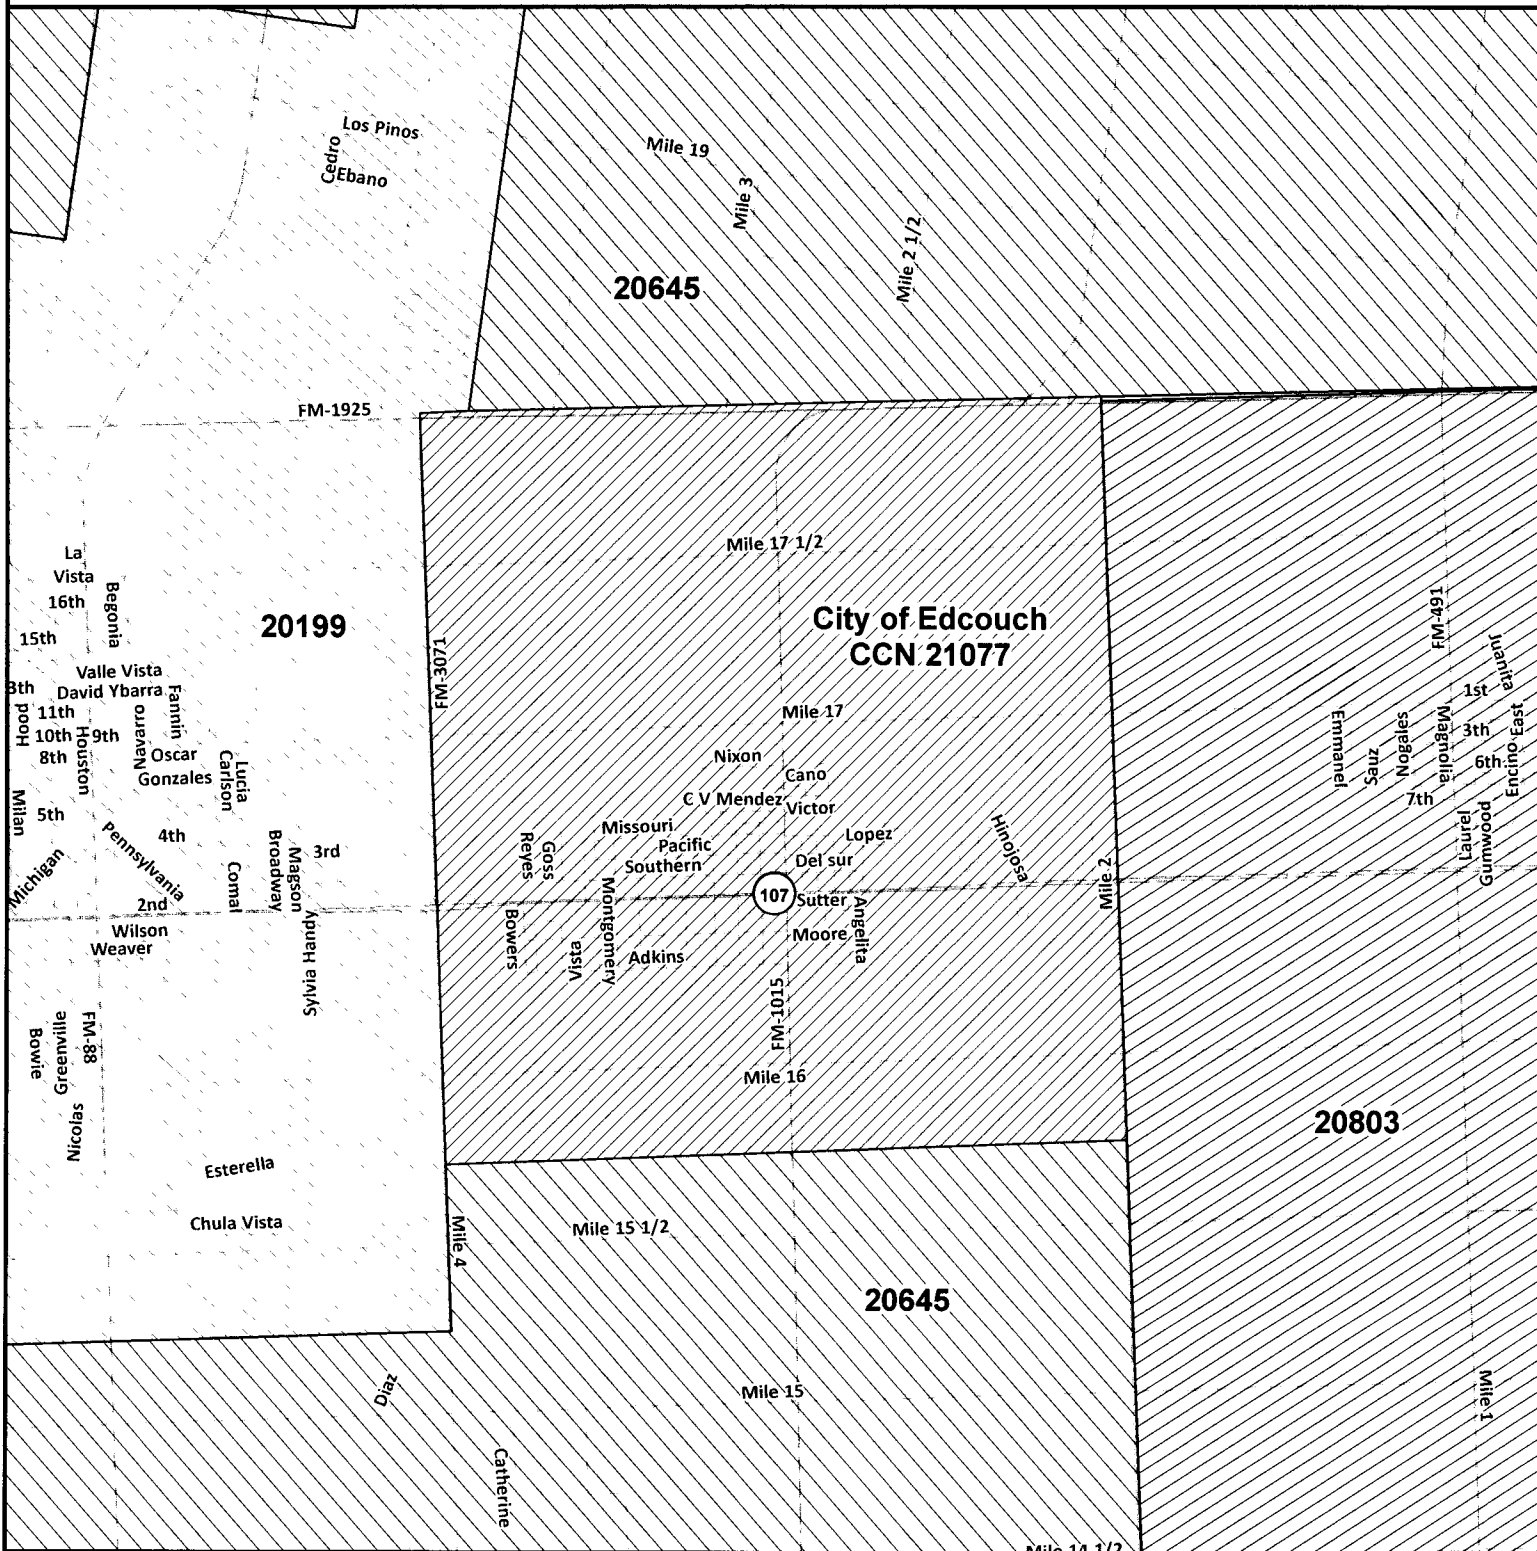 Los Pinos
Cedro
Ebano
Mile 19
Mile 3
Mile 2 1/2
20645
FM-1925
Mile 17 1/2
La
Vista
16th
Begonia
15th
20199
City of Edcouch
CCN 21077
FM-3071
FM-491
Juanita
Valle Vista
David Ybarra
Fannin
Hood
11th
10th
9th
8th
Houston
Navarro
Oscar
Gonzales
Carlson
Lucia
Mile 17
Nixon
Cano
C V Mendez
Victor
1st
Emmanel
Sauz
Nogales
Magnolia
3th
6th
7th
Encino East
Milan
5th
4th
Pennsylvania
Michigan
Comal
Broadway
Magson
3rd
Reyes
Goss
Missouri
Pacific
Southern
Lopez
Del sur
Hinojosa
Laurel
Gumwood
2nd
Wilson
Weaver
Sylvia Handy
Bowers
Vista
Montgomery
Adkins
107
Sutter
Moore
Angelita
Mile 2
FM-1015
Mile 16
Bowie
Greenville
FM-88
Nicolas
20803
Esterella
Chula Vista
Mile 4
Mile 15 1/2
20645
Diaz
Mile 15
Mile 1
Catherine
Mile 14 1/2